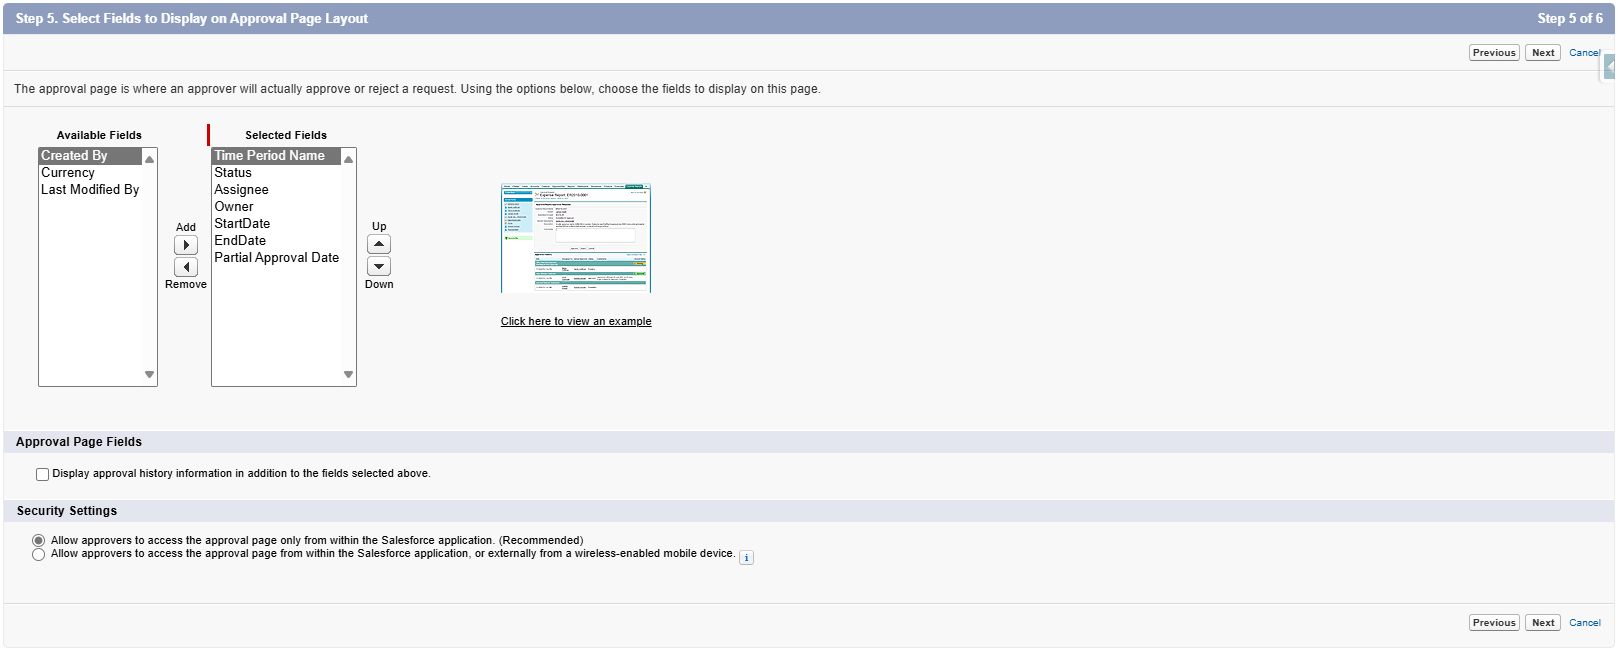 Step 5. Select Fields to Display on Approval Page Layout
Step 5 of 6
Previous Next Cancel
The approval page is where an approver will actually approve or reject a request. Using the options below, choose the fields to display on this page.
Available Fields
Created By
Currency
Last Modified By
Add
Remove
Selected Fields
Time Period Name
Status
Assignee
Owner
StartDate
EndDate
Partial Approval Date
Up
Down
Click here to view an example
Approval Page Fields
Display approval history information in addition to the fields selected above.
Security Settings
Allow approvers to access the approval page only from within the Salesforce application. (Recommended)
Allow approvers to access the approval page from within the Salesforce application, or externally from a wireless-enabled mobile device.
i
Previous Next Cancel